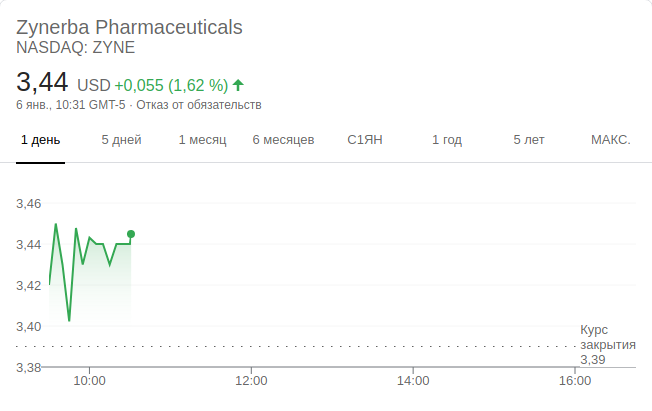 Zynerba Pharmaceuticals
NASDAQ: ZYNE
3,44 USD +0,055 (1,62 %)
6 янв., 10:31 GMT-5 · Отказ от обязательств
1 день 5 дней 1 месяц 6 месяцев С1ЯН 1 год 5 лет МАКС.
3,46
3,44
3,42
3,40
Курс
закрытия
3,39
3,38
10:00 12:00 14:00 16:00